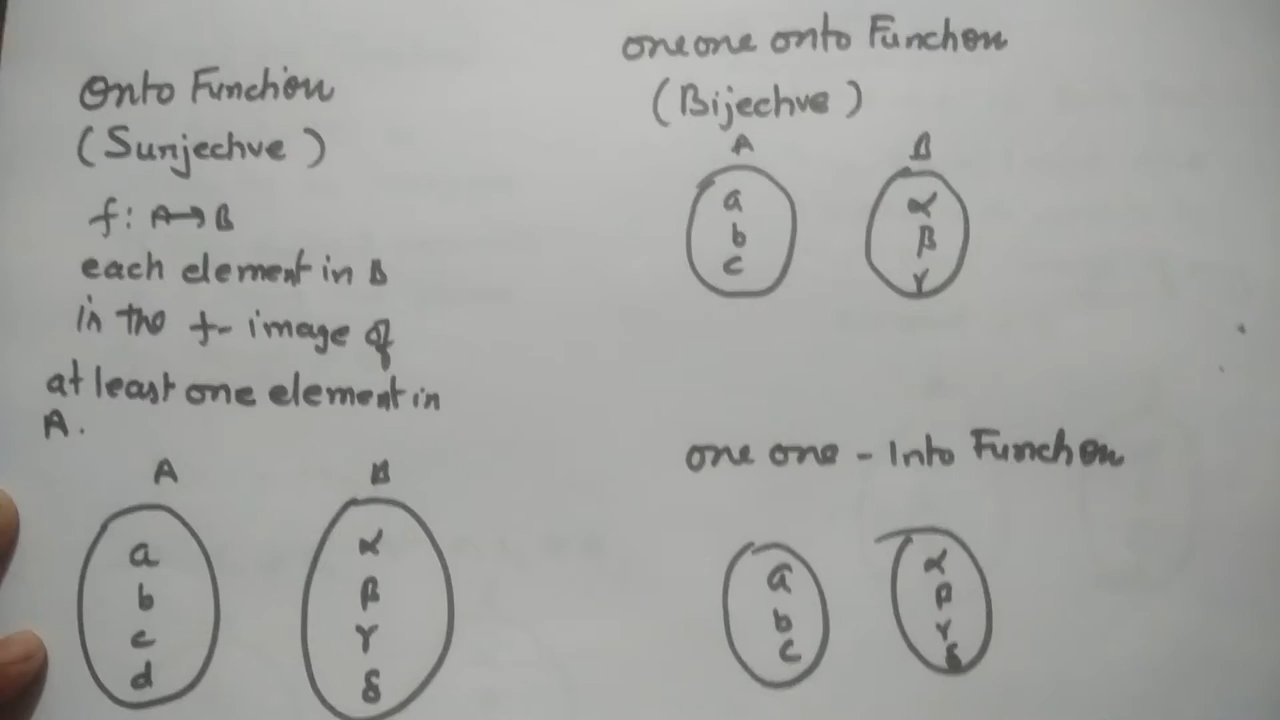 Onto Function
(Surjective)
f: A→B
each element in B
in the f- image of
at least one element in
A.
A B
a α
b β
c γ
d δ
one one onto Function
(Bijective)
A B
a α
b β
c γ
one one - Into Function
a α
b β
c γ
δ